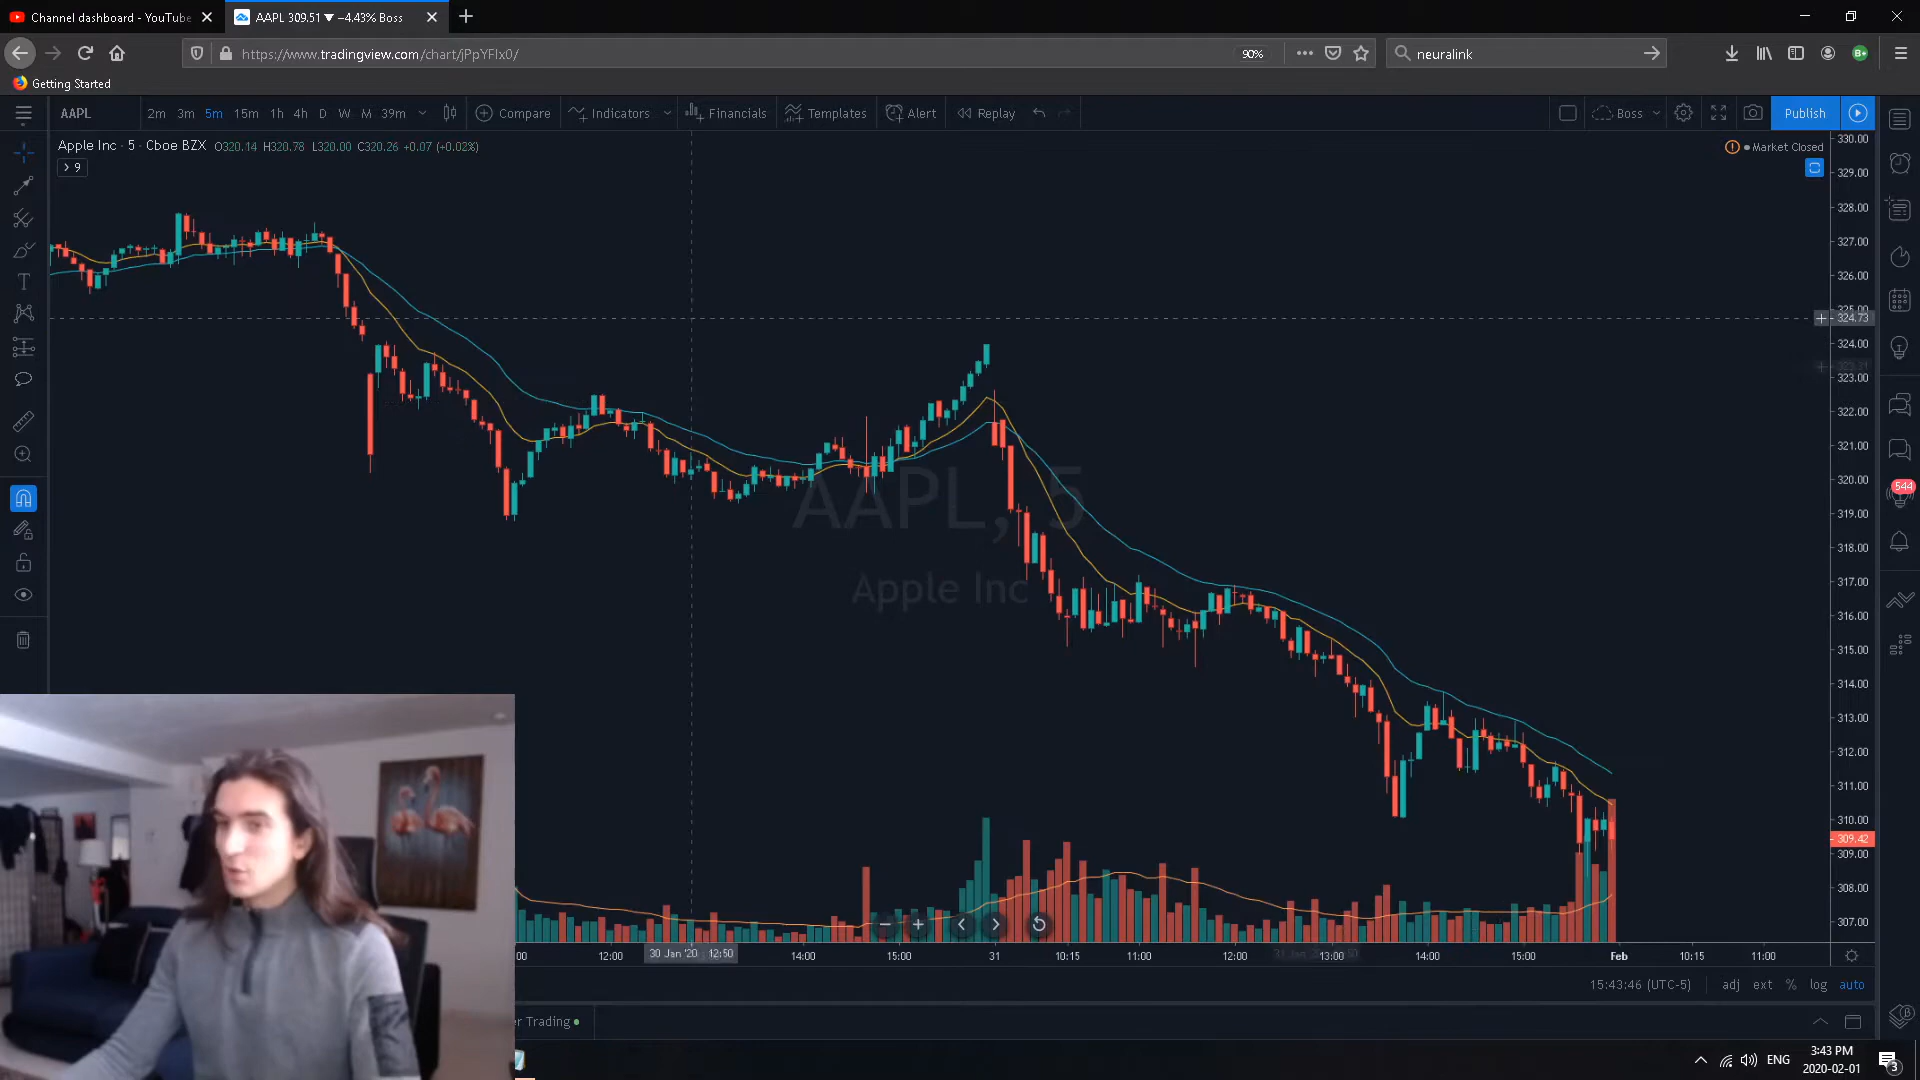 Channel dashboard - YouTube
AAPL 309.51 ▼ −4.43% Boss
https://www.tradingview.com/chart/jPpYFIx0/
90%
neuralink
Getting Started
AAPL
2m 3m 5m 15m 1h 4h D W M 39m
Compare
Indicators
Financials
Templates
Alert
Replay
Boss
Publish
Apple Inc · 5 · Cboe BZX O320.14 H320.78 L320.00 C320.26 +0.07 (+0.02%)
Market Closed
9
330.00
329.00
328.00
327.00
326.00
325.00
324.73
324.00
323.00
322.00
321.00
320.00
319.00
318.00
317.00
316.00
315.00
314.00
313.00
312.00
311.00
310.00
309.42
309.00
308.00
307.00
AAPL, 5
Apple Inc
544
12:00 30 Jan '20 12:50 14:00 15:00 31 10:15 11:00 12:00 13:00 14:00 15:00 Feb 10:15 11:00
15:43:46 (UTC-5) adj ext % log auto
er Trading
ENG
3:43 PM
2020-02-01
3